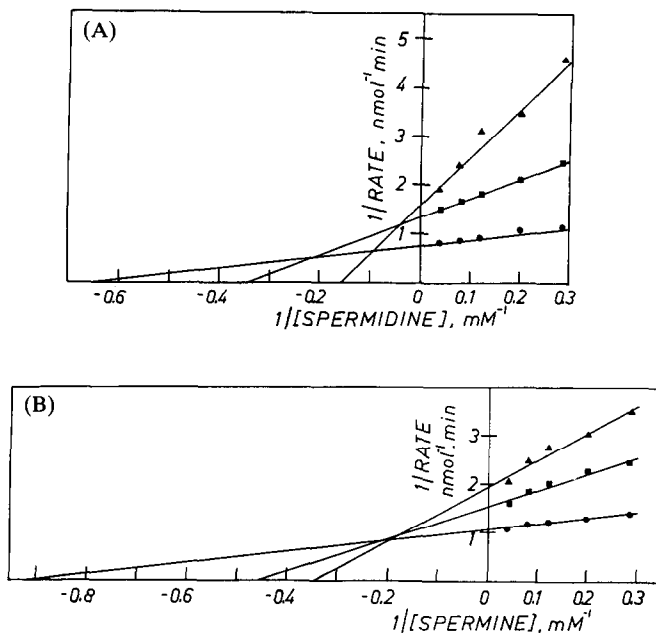 (A)
1/RATE, nmol⁻¹ min
5
4
3
2
1
-0.6 -0.4 -0.2 0 0.1 0.2 0.3
1/[SPERMIDINE], mM⁻¹
(B)
1/RATE
nmol⁻¹. min
3
2
1
-0.8 -0.6 -0.4 -0.2 0 0.1 0.2 0.3
1/[SPERMINE], mM⁻¹